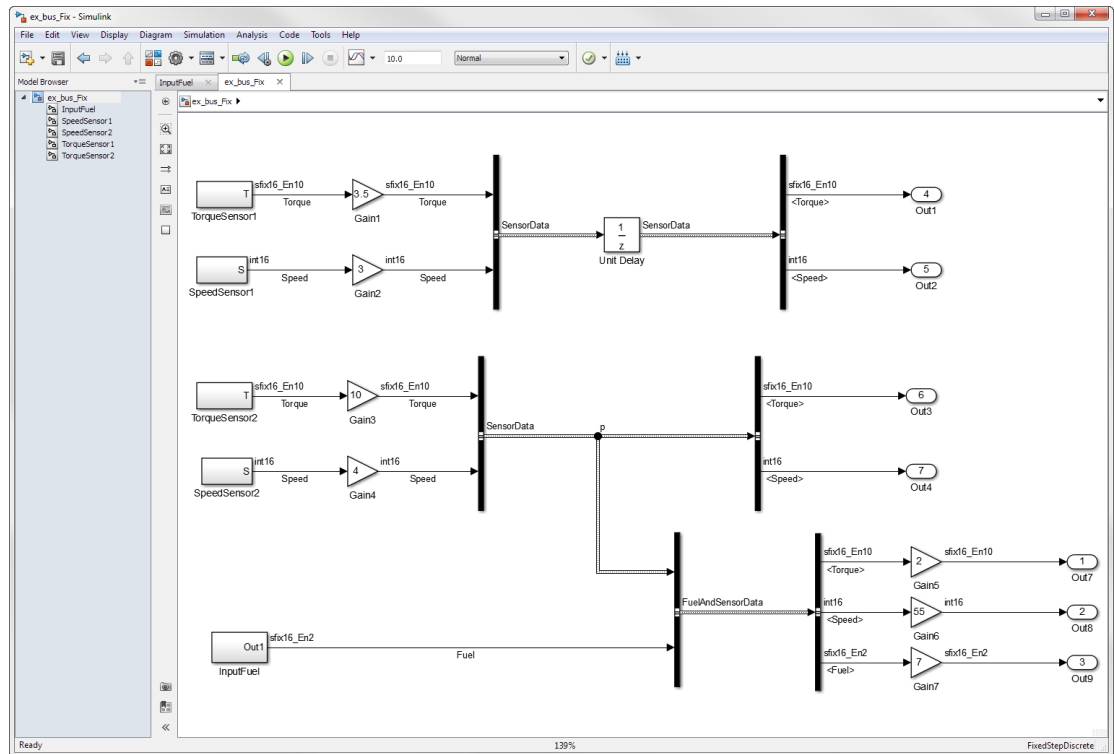 ex_bus_Fix - Simulink
File Edit View Display Diagram Simulation Analysis Code Tools Help
10.0 Normal
Model Browser
InputFuel ex_bus_Fix
ex_bus_Fix
InputFuel
SpeedSensor1
SpeedSensor2
TorqueSensor1
TorqueSensor2
ex_bus_Fix
T sfix16_En10 3.5 sfix16_En10 sfix16_En10 4
TorqueSensor1 Torque Gain1 Torque <Torque> Out1
SensorData 1 z SensorData
Unit Delay
S int16 3 int16 int16 5
SpeedSensor1 Speed Gain2 Speed <Speed> Out2
T sfix16_En10 10 sfix16_En10 sfix16_En10 6
TorqueSensor2 Torque Gain3 Torque <Torque> Out3
SensorData p
S int16 4 int16 int16 7
SpeedSensor2 Speed Gain4 Speed <Speed> Out4
sfix16_En10 2 sfix16_En10 1
<Torque> Gain5 Out7
FuelAndSensorData int16 55 int16 2
<Speed> Gain6 Out8
Out1 sfix16_En2 sfix16_En2 7 sfix16_En2 3
InputFuel Fuel <Fuel> Gain7 Out9
Ready 139% FixedStepDiscrete